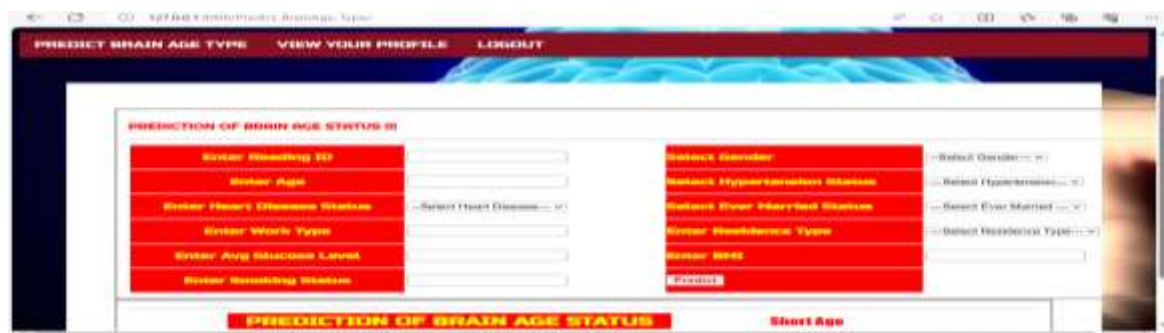 PREDICT BRAIN AGE TYPE VIEW YOUR PROFILE LOGOUT
PREDICTION OF BRAIN AGE STATUS !!!
Enter Reading ID Select Gender --Select Gender---
Enter Age Select Hypertension Status
Enter Heart Disease Status ---Select Heart Disease--- Select Ever Married Status --- Select Ever Married ---
Enter Work Type Enter Residence Type ---Select Residence Type---
Enter Avg Glucose Level Enter BMI
Enter Smoking Status Predict
PREDICTION OF BRAIN AGE STATUS Short Age